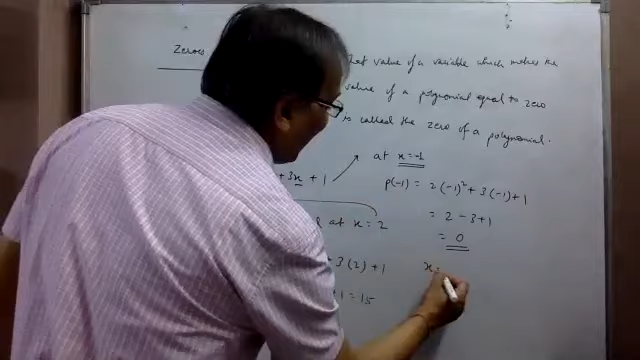 Zeroes
that value of a variable which makes the
value of a polynomial equal to zero
is called the zero of a polynomial.
at x = -1
+ 3x + 1
P(-1) = 2(-1)² + 3(-1) + 1
= 2 - 3 + 1
at x = 2
= 0
3(2) + 1
x =
1 = 15